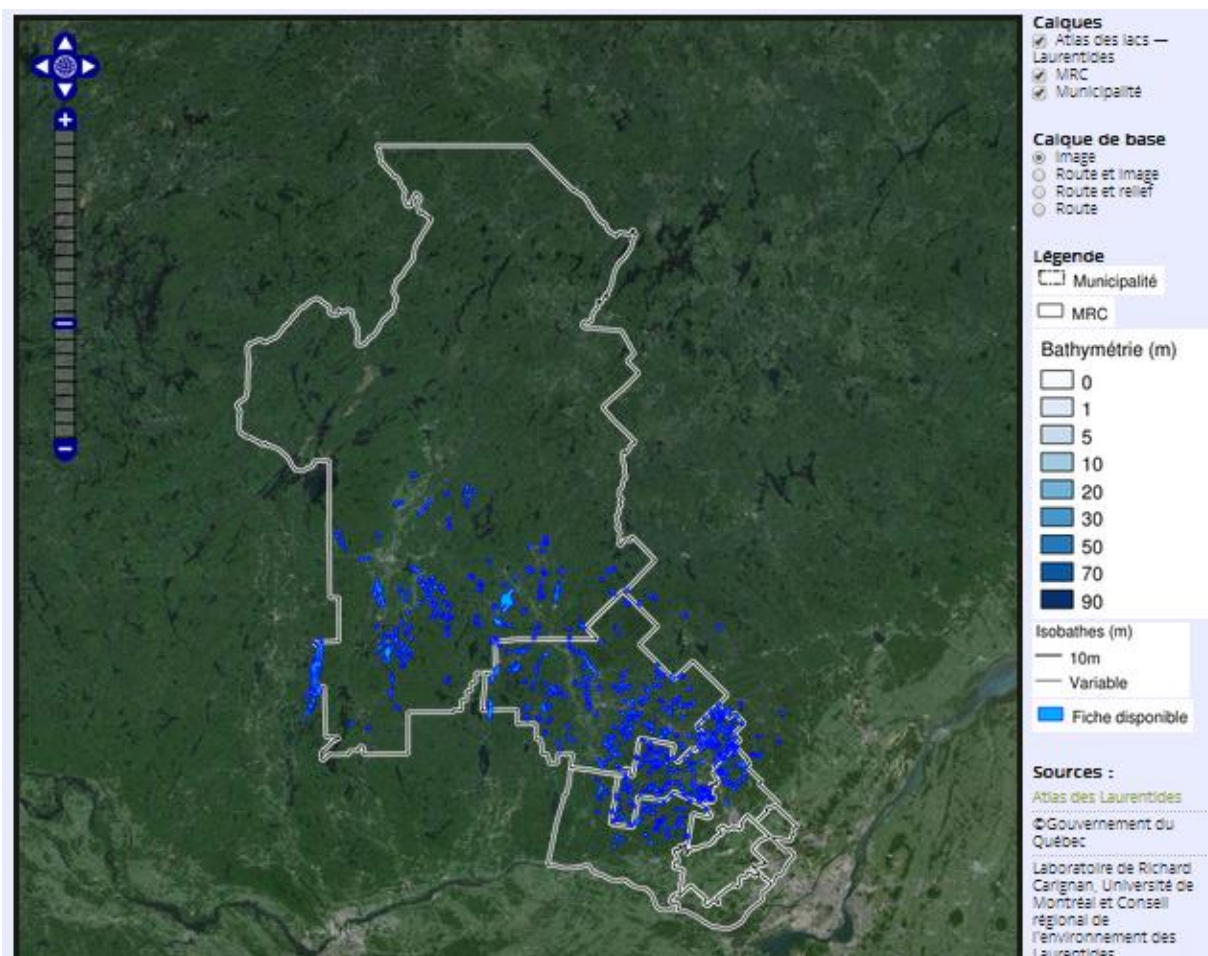 Calques
Atlas des lacs —
Laurentides
MRC
Municipalité
Calque de base
Image
Route et image
Route et relief
Route
Légende
Municipalité
MRC
Bathymétrie (m)
0
1
5
10
20
30
50
70
90
Isobathes (m)
10m
Variable
Fiche disponible
Sources :
Atlas des Laurentides
©Gouvernement du
Québec
Laboratoire de Richard
Carignan, Université de
Montréal et Conseil
régional de
l'environnement des
Laurentides